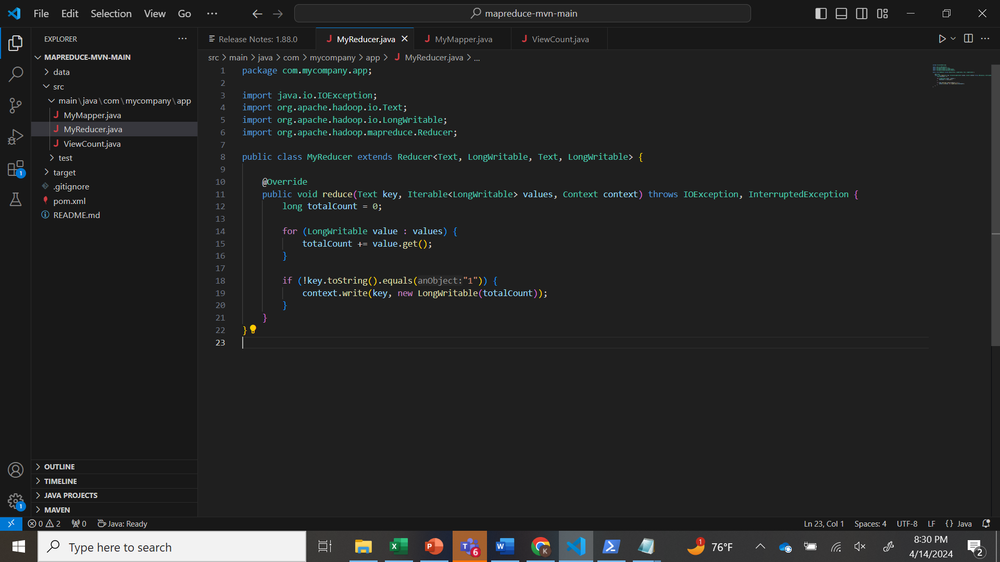 File Edit Selection View Go ···
mapreduce-mvn-main
EXPLORER ···
MAPREDUCE-MVN-MAIN
data
src
main\java\com\mycompany\app
J MyMapper.java
J MyReducer.java
J ViewCount.java
test
target
.gitignore
pom.xml
README.md
OUTLINE
TIMELINE
JAVA PROJECTS
MAVEN
1
1
Release Notes: 1.88.0 J MyReducer.java J MyMapper.java J ViewCount.java
src > main > java > com > mycompany > app > J MyReducer.java > ...
1 package com.mycompany.app;
2
3 import java.io.IOException;
4 import org.apache.hadoop.io.Text;
5 import org.apache.hadoop.io.LongWritable;
6 import org.apache.hadoop.mapreduce.Reducer;
7
8 public class MyReducer extends Reducer<Text, LongWritable, Text, LongWritable> {
9
10 @Override
11 public void reduce(Text key, Iterable<LongWritable> values, Context context) throws IOException, InterruptedException {
12 long totalCount = 0;
13
14 for (LongWritable value : values) {
15 totalCount += value.get();
16 }
17
18 if (!key.toString().equals(anObject:"1")) {
19 context.write(key, new LongWritable(totalCount));
20 }
21 }
22 }
23
0 2 0 Java: Ready
Ln 23, Col 1 Spaces: 4 UTF-8 LF {} Java
Type here to search
X P T 6 W K
1 76°F
8:30 PM
4/14/2024
2